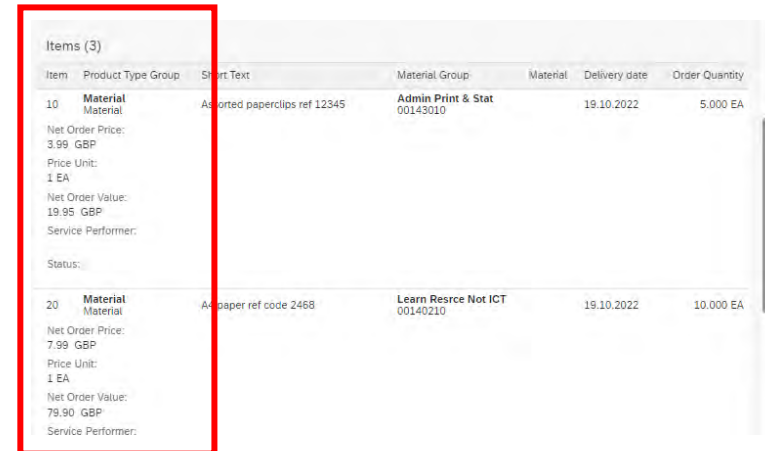 Items (3)
Item Product Type Group Short Text Material Group Material Delivery date Order Quantity
10 Material Assorted paperclips ref 12345 Admin Print & Stat 19.10.2022 5.000 EA
Material 00143010
Net Order Price:
3.99 GBP
Price Unit:
1 EA
Net Order Value:
19.95 GBP
Service Performer:
Status:
20 Material A4 paper ref code 2468 Learn Resrce Not ICT 19.10.2022 10.000 EA
Material 00140210
Net Order Price:
7.99 GBP
Price Unit:
1 EA
Net Order Value:
79.90 GBP
Service Performer: